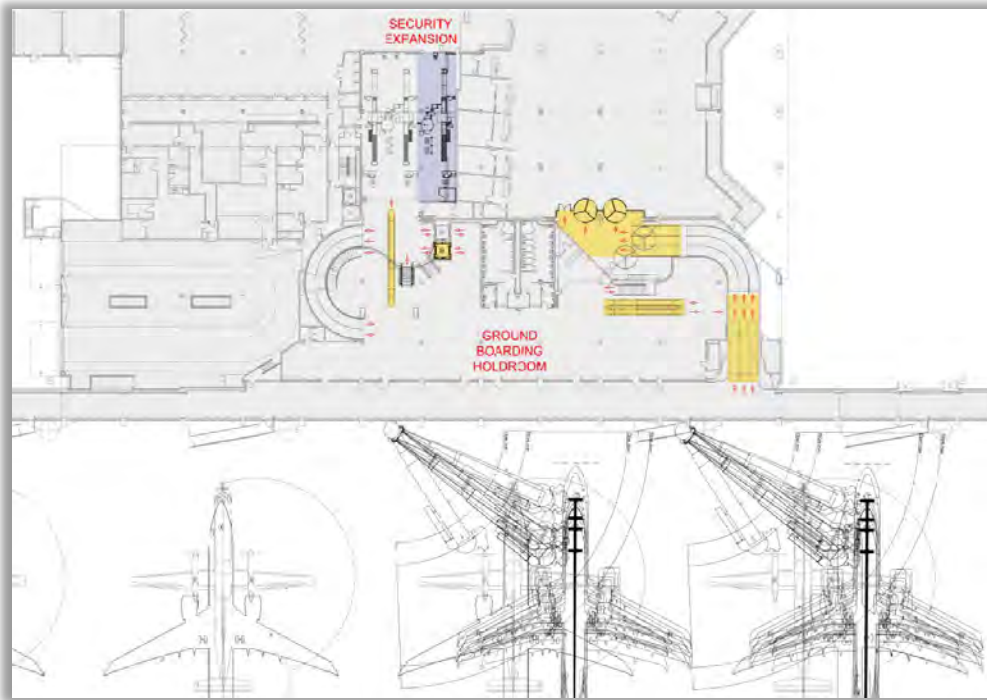 SECURITY
EXPANSION
GROUND
BOARDING
HOLDROOM